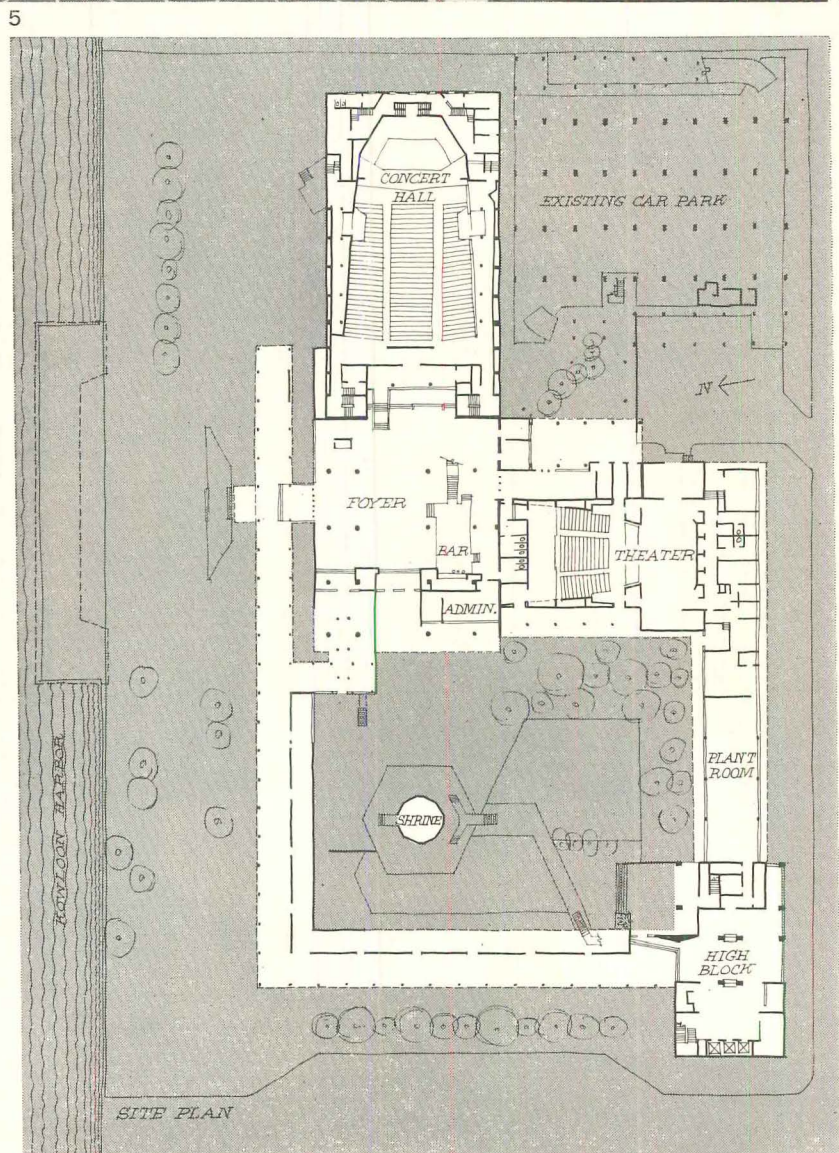 5
CONCERT
HALL
EXISTING CAR PARK
N
FOYER
BAR
THEATER
ADMIN.
PLANT
ROOM
SHRINE
KOWLOON HARBOR
HIGH
BLOCK
SITE PLAN